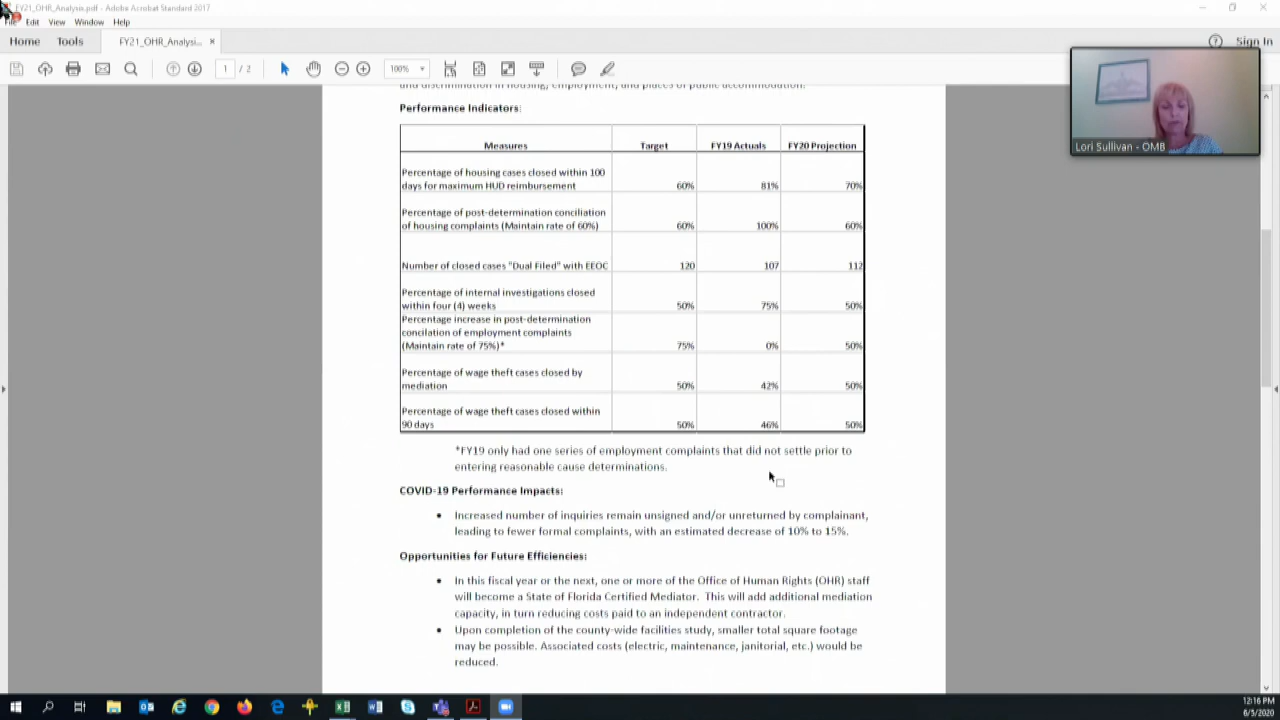 FY21_OHR_Analysis.pdf - Adobe Acrobat Standard 2017
File Edit View Window Help
Home Tools FY21_OHR_Analysi... × Sign In
1 / 2 100%
and discrimination in housing, employment, and places of public accommodation.
Performance Indicators:
Measures Target FY19 Actuals FY20 Projection
Percentage of housing cases closed within 100
days for maximum HUD reimbursement 60% 81% 70%
Percentage of post-determination conciliation
of housing complaints (Maintain rate of 60%) 60% 100% 60%
Number of closed cases "Dual Filed" with EEOC 120 107 112
Percentage of internal investigations closed
within four (4) weeks 50% 75% 50%
Percentage increase in post-determination
concilation of employment complaints
(Maintain rate of 75%)* 75% 0% 50%
Percentage of wage theft cases closed by
mediation 50% 42% 50%
Percentage of wage theft cases closed within
90 days 50% 46% 50%
*FY19 only had one series of employment complaints that did not settle prior to
entering reasonable cause determinations.
COVID-19 Performance Impacts:
• Increased number of inquiries remain unsigned and/or unreturned by complainant,
leading to fewer formal complaints, with an estimated decrease of 10% to 15%.
Opportunities for Future Efficiencies:
• In this fiscal year or the next, one or more of the Office of Human Rights (OHR) staff
will become a State of Florida Certified Mediator. This will add additional mediation
capacity, in turn reducing costs paid to an independent contractor.
• Upon completion of the county-wide facilities study, smaller total square footage
may be possible. Associated costs (electric, maintenance, janitorial, etc.) would be
reduced.
Lori Sullivan - OMB
12:16 PM
6/5/2020